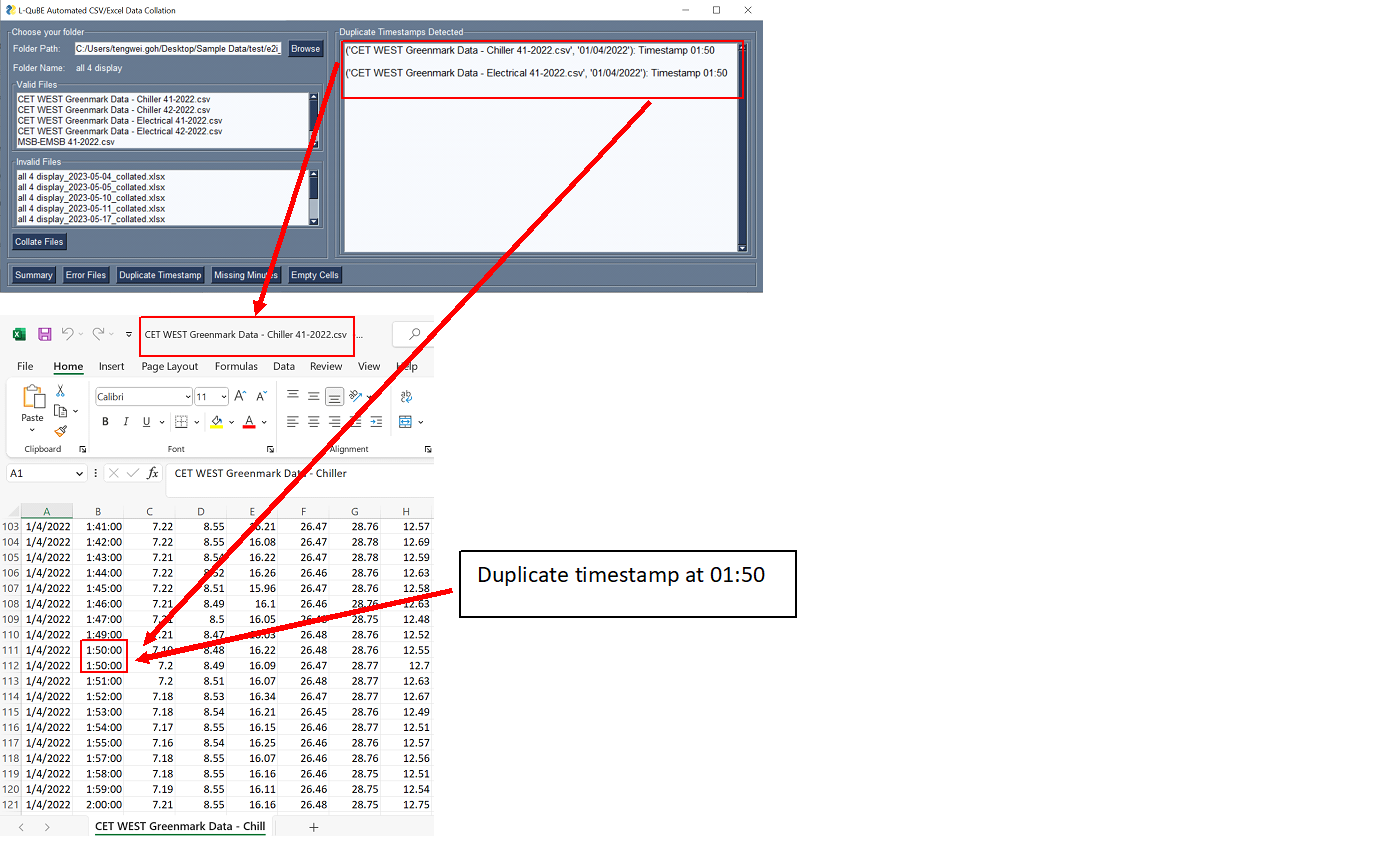 L-QuBE Automated CSV/Excel Data Collation
Choose your folder
Folder Path: C:/Users/tengwei.goh/Desktop/Sample Data/test/e2i_ Browse
Folder Name: all 4 display
Valid Files
CET WEST Greenmark Data - Chiller 41-2022.csv
CET WEST Greenmark Data - Chiller 42-2022.csv
CET WEST Greenmark Data - Electrical 41-2022.csv
CET WEST Greenmark Data - Electrical 42-2022.csv
MSB-EMSB 41-2022.csv
Invalid Files
all 4 display_2023-05-04_collated.xlsx
all 4 display_2023-05-05_collated.xlsx
all 4 display_2023-05-10_collated.xlsx
all 4 display_2023-05-11_collated.xlsx
all 4 display_2023-05-17_collated.xlsx
Collate Files
Duplicate Timestamps Detected
('CET WEST Greenmark Data - Chiller 41-2022.csv', '01/04/2022'): Timestamp 01:50
('CET WEST Greenmark Data - Electrical 41-2022.csv', '01/04/2022'): Timestamp 01:50
Summary Error Files Duplicate Timestamp Missing Minutes Empty Cells
CET WEST Greenmark Data - Chiller 41-2022.csv ...
File Home Insert Page Layout Formulas Data Review View Help
Paste Calibri 11 A A ab
B I U A
Clipboard Font Alignment
A1 fx CET WEST Greenmark Data - Chiller
A B C D E F G H
103 1/4/2022 1:41:00 7.22 8.55 16.21 26.47 28.76 12.57
104 1/4/2022 1:42:00 7.22 8.55 16.08 26.47 28.78 12.69
105 1/4/2022 1:43:00 7.21 8.54 16.22 26.47 28.78 12.59
106 1/4/2022 1:44:00 7.22 8.52 16.26 26.46 28.76 12.63
107 1/4/2022 1:45:00 7.22 8.51 15.96 26.47 28.76 12.58
108 1/4/2022 1:46:00 7.21 8.49 16.1 26.46 28.76 12.63
109 1/4/2022 1:47:00 8.5 16.05 28.75 12.48
110 1/4/2022 1:49:00 7.21 8.47 16.03 26.48 28.76 12.52
111 1/4/2022 1:50:00 7.19 8.48 16.22 26.48 28.76 12.55
112 1/4/2022 1:50:00 7.2 8.49 16.09 26.47 28.77 12.7
113 1/4/2022 1:51:00 7.2 8.51 16.07 26.48 28.77 12.63
114 1/4/2022 1:52:00 7.18 8.53 16.34 26.47 28.77 12.67
115 1/4/2022 1:53:00 7.18 8.54 16.21 26.45 28.76 12.49
116 1/4/2022 1:54:00 7.17 8.55 16.15 26.46 28.77 12.51
117 1/4/2022 1:55:00 7.16 8.54 16.25 26.46 28.76 12.57
118 1/4/2022 1:57:00 7.18 8.55 16.07 26.46 28.76 12.56
119 1/4/2022 1:58:00 7.18 8.55 16.16 26.46 28.75 12.51
120 1/4/2022 1:59:00 7.19 8.55 16.11 26.46 28.75 12.54
121 1/4/2022 2:00:00 7.21 8.55 16.16 26.48 28.75 12.75
CET WEST Greenmark Data - Chill
Duplicate timestamp at 01:50